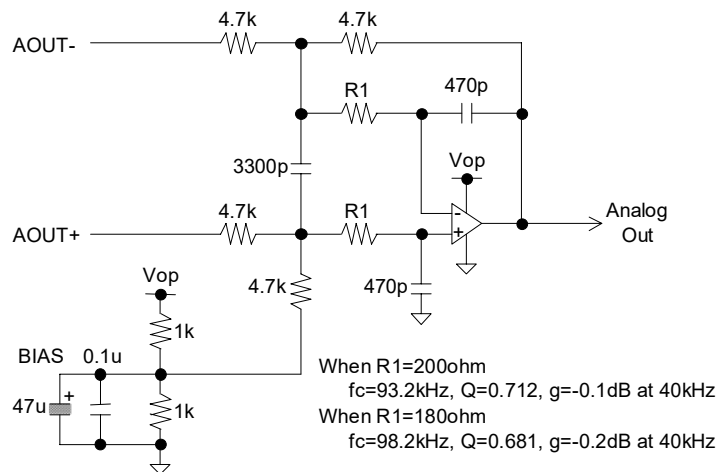 4.7k
4.7k
AOUT-
R1
470p
3300p
Vop
4.7k
R1
-
+
Analog
Out
AOUT+
4.7k
470p
Vop
1k
BIAS
0.1u
+
47u
1k
When R1=200ohm
fc=93.2kHz, Q=0.712, g=-0.1dB at 40kHz
When R1=180ohm
fc=98.2kHz, Q=0.681, g=-0.2dB at 40kHz